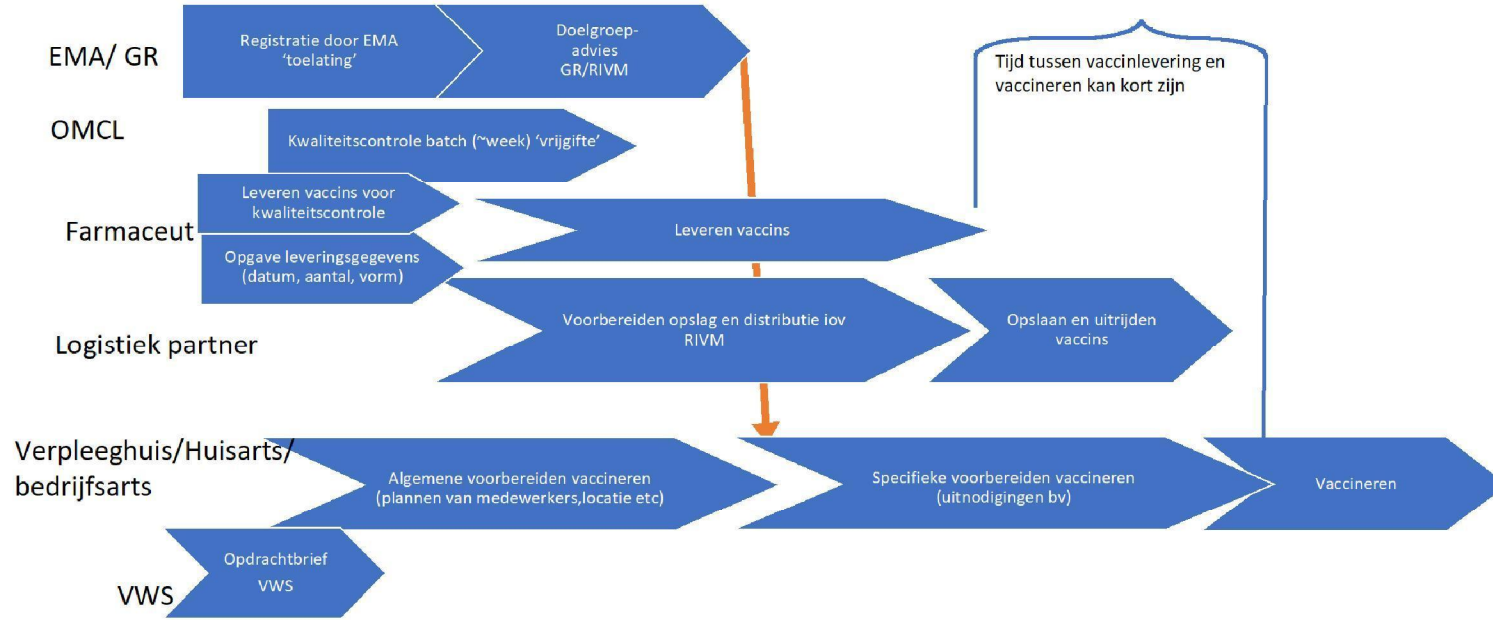 EMA/ GR
Registratie door EMA
‘toelating’
Doelgroep-
advies
GR/RIVM
Tijd tussen vaccinlevering en
vaccineren kan kort zijn
OMCL
Kwaliteitscontrole batch (~week) ‘vrijgifte’
Farmaceut
Leveren vaccins voor
kwaliteitscontrole
Leveren vaccins
Opgave leveringsgegevens
(datum, aantal, vorm)
Logistiek partner
Voorbereiden opslag en distributie iov
RIVM
Opslaan en uitrijden
vaccins
Verpleeghuis/Huisarts/
bedrijfsarts
Algemene voorbereiden vaccineren
(plannen van medewerkers,locatie etc)
Specifieke voorbereiden vaccineren
(uitnodigingen bv)
Vaccineren
VWS
Opdrachtbrief
VWS